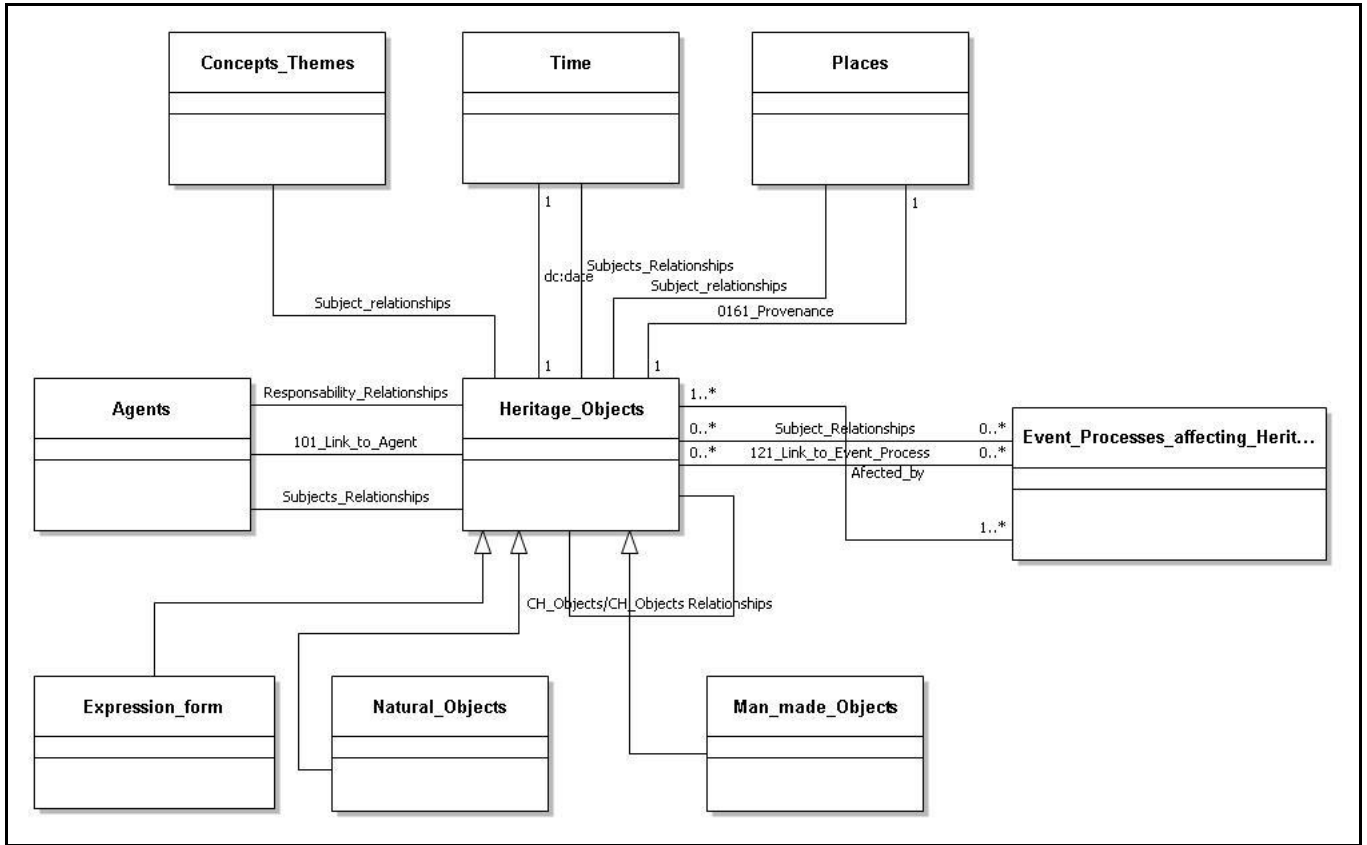 Concepts_Themes
Time
Places
1
1
Subjects_Relationships
dc:date
Subject_relationships
Subject_relationships
0161_Provenance
1
1
Agents
Responsability_Relationships
Heritage_Objects
1..*
101_Link_to_Agent
0..*
Subject_Relationships
0..*
Event_Processes_affecting_Herit...
0..*
121_Link_to_Event_Process
0..*
Afected_by
Subjects_Relationships
1..*
CH_Objects/CH_Objects Relationships
Expression_form
Natural_Objects
Man_made_Objects